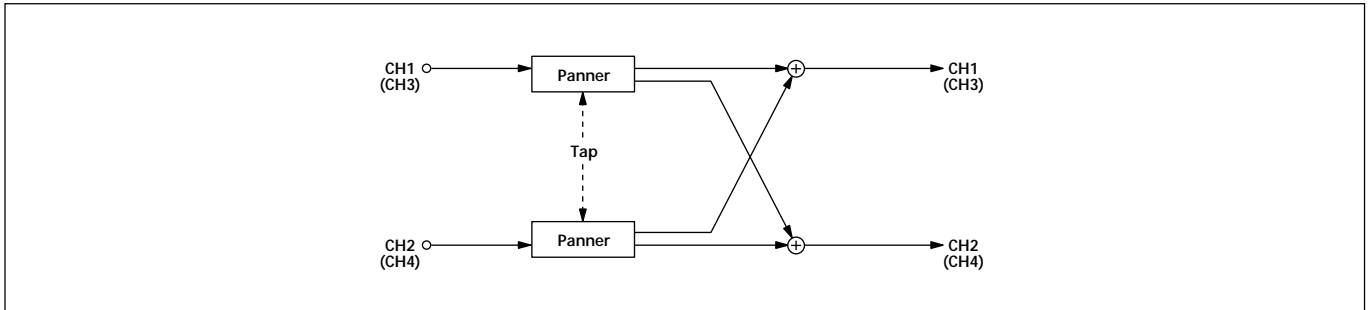 CH1
(CH3)
Panner
CH1
(CH3)
Tap
CH2
(CH4)
Panner
CH2
(CH4)